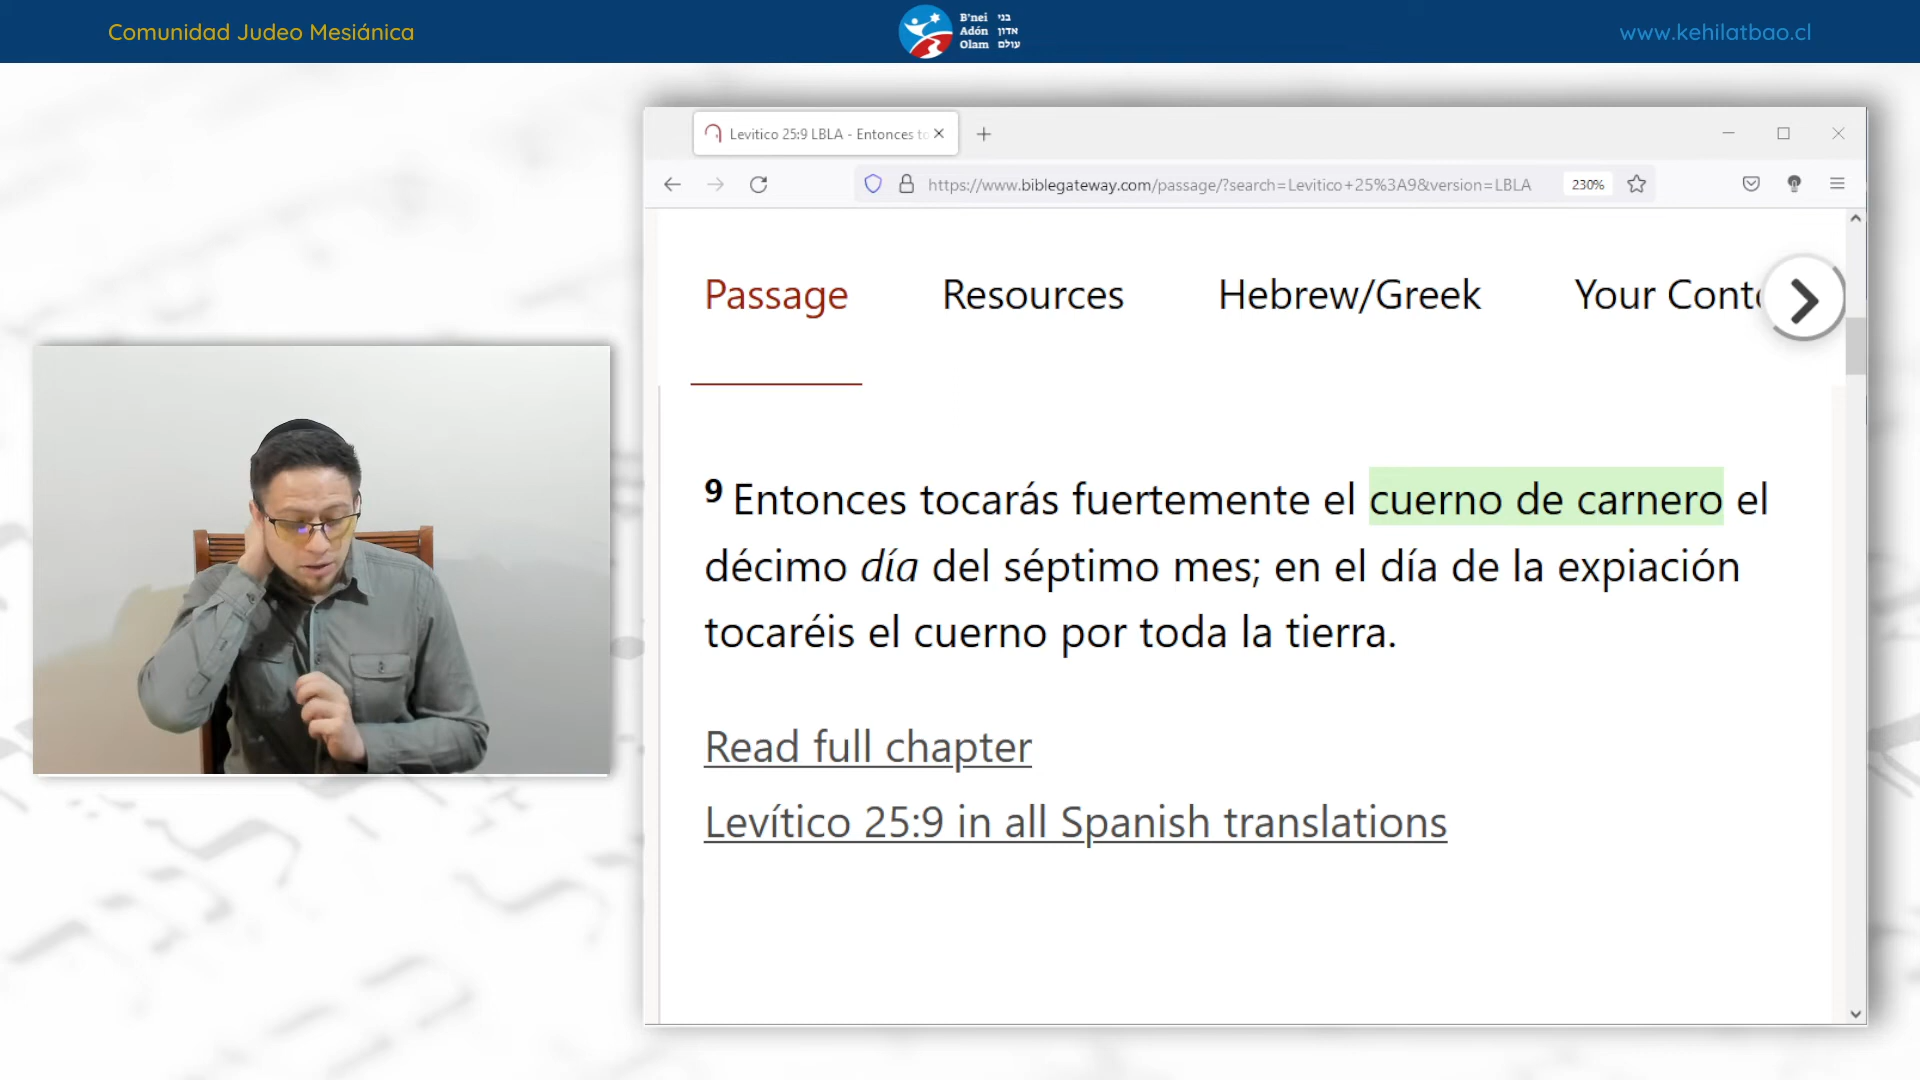 Comunidad Judeo Mesiánica
B'nei בני
Adón אדון
Olam עולם
www.kehilatbao.cl
Levitico 25:9 LBLA - Entonces to
https://www.biblegateway.com/passage/?search=Levitico+25%3A9&version=LBLA
230%
Passage
Resources
Hebrew/Greek
Your Conte
9 Entonces tocarás fuertemente el cuerno de carnero el
décimo día del séptimo mes; en el día de la expiación
tocaréis el cuerno por toda la tierra.
Read full chapter
Levítico 25:9 in all Spanish translations